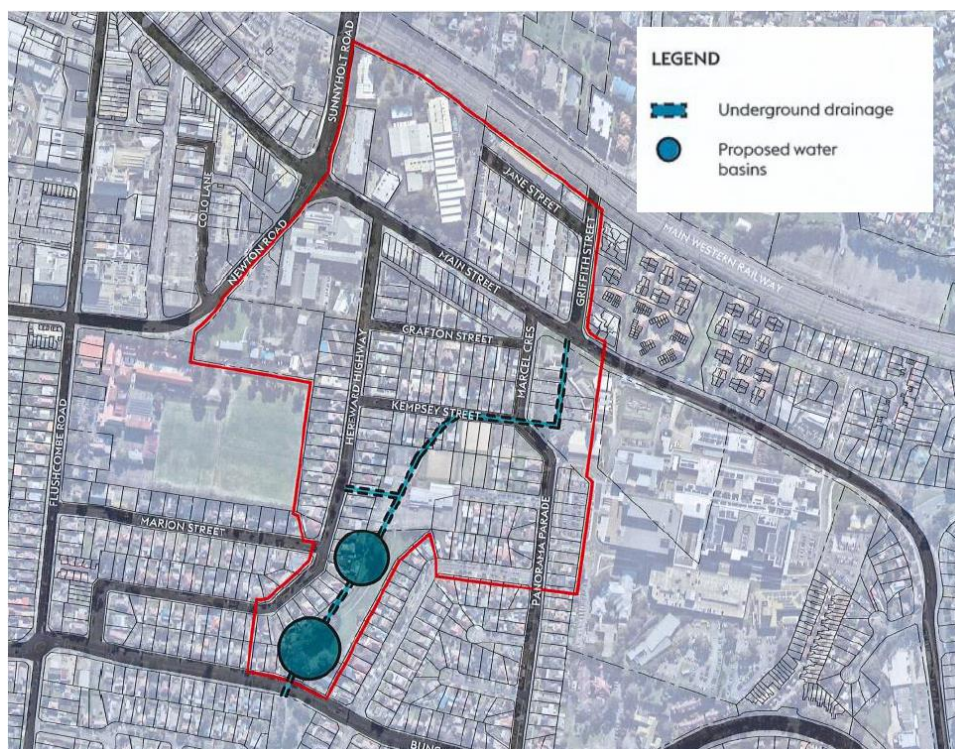 LEGEND
Underground drainage
Proposed water
basins
SUNNYHOLT ROAD
COLO LANE
NEWTON ROAD
JANE STREET
GRIFFITH STREET
MAIN WESTERN RAILWAY
MAIN STREET
GRAFTON STREET
MARCEL CRES
HEREWARD HIGHWAY
KEMPSEY STREET
FLUSHCOMBE ROAD
MARION STREET
PANORAMA PARADE
BUNG